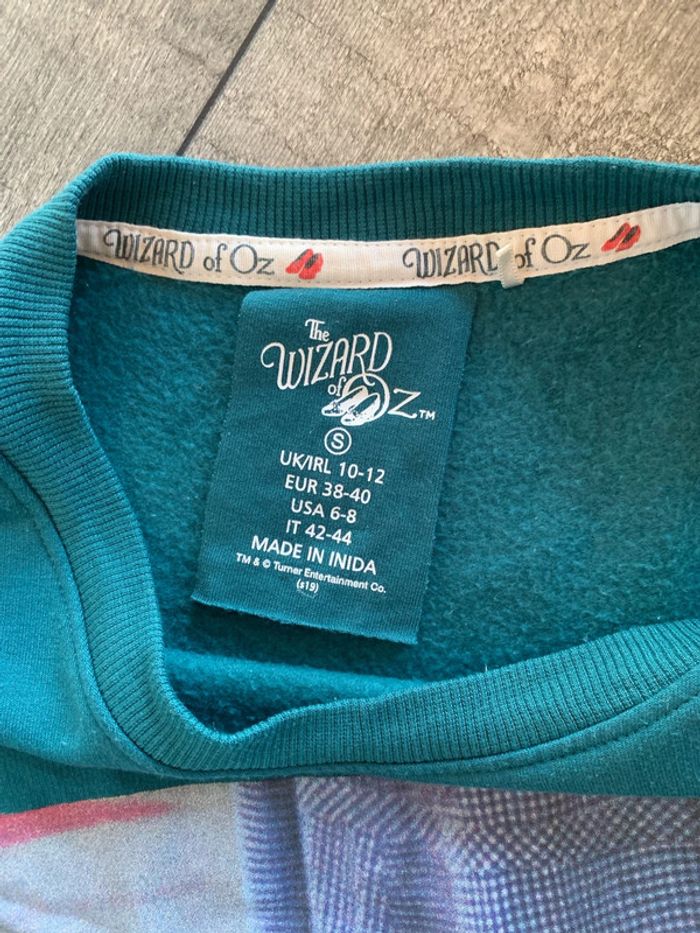 WIZARD of Oz WIZARD of Oz
The
WIZARD
of Oz™
S
UK/IRL 10-12
EUR 38-40
USA 6-8
IT 42-44
MADE IN INIDA
TM & © Turner Entertainment Co.
(s19)